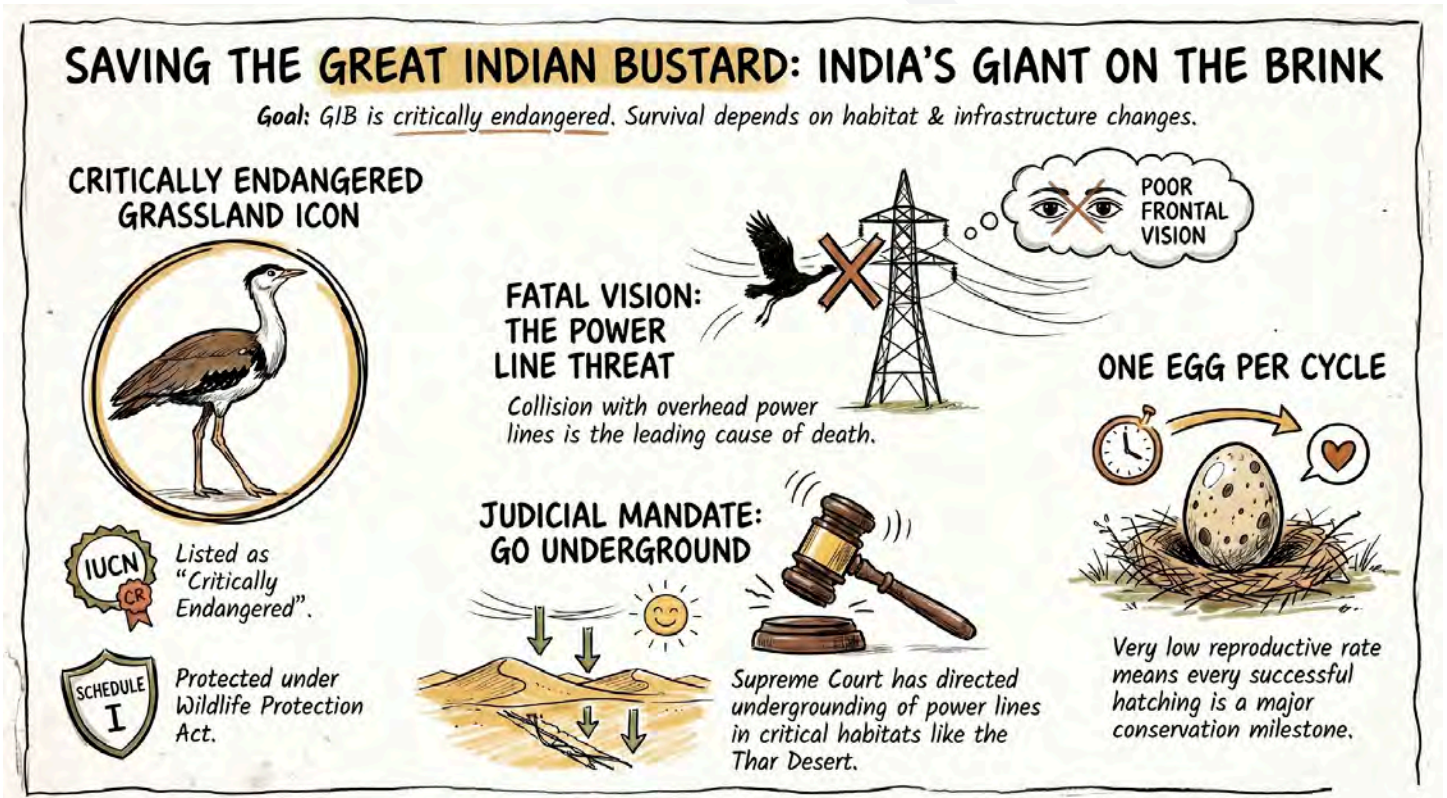 SAVING THE GREAT INDIAN BUSTARD: INDIA'S GIANT ON THE BRINK
Goal: GIB is critically endangered. Survival depends on habitat & infrastructure changes.
CRITICALLY ENDANGERED
GRASSLAND ICON
IUCN
CR
Listed as
"Critically
Endangered".
SCHEDULE
I
Protected under
Wildlife Protection
Act.
POOR
FRONTAL
VISION
FATAL VISION:
THE POWER
LINE THREAT
Collision with overhead power
lines is the leading cause of death.
JUDICIAL MANDATE:
GO UNDERGROUND
Supreme Court has directed
undergrounding of power lines
in critical habitats like the
Thar Desert.
ONE EGG PER CYCLE
Very low reproductive rate
means every successful
hatching is a major
conservation milestone.